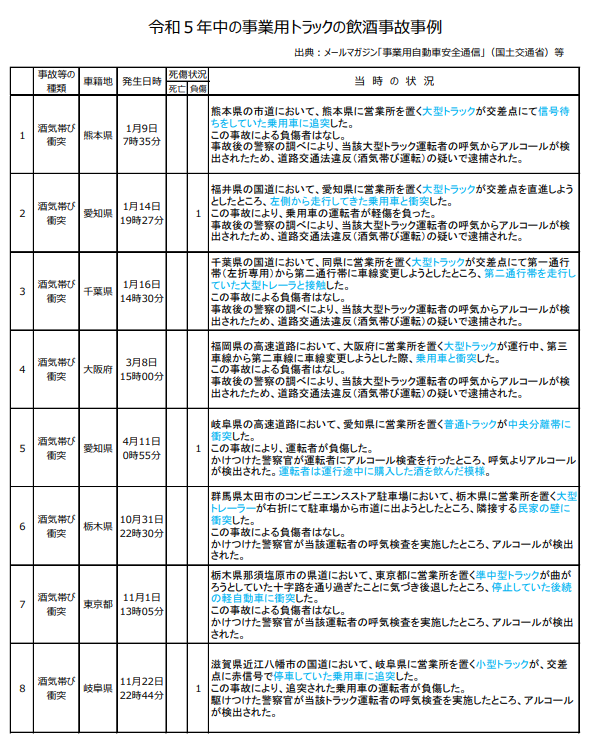 令和５年中の事業用トラックの飲酒事故事例
出典：メールマガジン「事業用自動車安全通信」（国土交通省）等
事故等の種類 車籍地 発生日時 死傷状況 死亡 負傷 当時の状況
1 酒気帯び衝突 熊本県 1月9日 7時35分
熊本県の市道において、熊本県に営業所を置く大型トラックが交差点にて信号待
ちをしていた乗用車に追突した。
この事故による負傷者はなし。
事故後の警察の調べにより、当該大型トラック運転者の呼気からアルコールが検
出されたため、道路交通法違反（酒気帯び運転）の疑いで逮捕された。
2 酒気帯び衝突 愛知県 1月14日 19時27分 1
福井県の国道において、愛知県に営業所を置く大型トラックが交差点を直進しよう
としたところ、左側から走行してきた乗用車と衝突した。
この事故により、乗用車の運転者が軽傷を負った。
事故後の警察の調べにより、当該大型トラック運転者の呼気からアルコールが検
出されたため、道路交通法違反（酒気帯び運転）の疑いで逮捕された。
3 酒気帯び衝突 千葉県 1月16日 14時30分
千葉県の国道において、同県に営業所を置く大型トラックが交差点にて第一通行
帯（左折専用）から第二通行帯に車線変更しようとしたところ、第二通行帯を走行し
ていた大型トレーラと接触した。
この事故による負傷者はなし。
事故後の警察の調べにより、当該大型トラック運転者の呼気からアルコールが検
出されたため、道路交通法違反（酒気帯び運転）の疑いで逮捕された。
4 酒気帯び衝突 大阪府 3月8日 15時00分
福岡県の高速道路において、大阪府に営業所を置く大型トラックが運行中、第三
車線から第二車線に車線変更しようとした際、乗用車と衝突した。
この事故による負傷者はなし。
事故後の警察の調べにより、当該大型トラック運転者の呼気からアルコールが検
出されたため、道路交通法違反（酒気帯び運転）の疑いで逮捕された。
5 酒気帯び衝突 愛知県 4月11日 0時55分 1
岐阜県の高速道路において、愛知県に営業所を置く普通トラックが中央分離帯に
衝突した。
この事故により、運転者が負傷した。
かけつけた警察官が運転者にアルコール検査を行ったところ、呼気よりアルコール
が検出された。運転者は運行途中に購入した酒を飲んだ模様。
6 酒気帯び衝突 栃木県 10月31日 22時30分
群馬県太田市のコンビニエンスストア駐車場において、栃木県に営業所を置く大型
トレーラーが右折にて駐車場から市道に出ようとしたところ、隣接する民家の壁に
衝突した。
この事故による負傷者はなし。
かけつけた警察官が当該運転者の呼気検査を実施したところ、アルコールが検出
された。
7 酒気帯び衝突 東京都 11月1日 13時05分
栃木県那須塩原市の県道において、東京都に営業所を置く準中型トラックが曲が
ろうとしていた十字路を通り過ぎたことに気づき後退したところ、停止していた後続
の軽自動車に衝突した。
この事故による負傷者はなし。
かけつけた警察官が当該運転者の呼気検査を実施したところ、アルコールが検出
された。
8 酒気帯び衝突 岐阜県 11月22日 22時44分 1
滋賀県近江八幡市の国道において、岐阜県に営業所を置く小型トラックが、交差
点に赤信号で停車していた乗用車に追突した。
この事故により、追突された乗用車の運転者が負傷した。
駆けつけた警察官が当該トラック運転者の呼気検査を実施したところ、アルコール
が検出された。